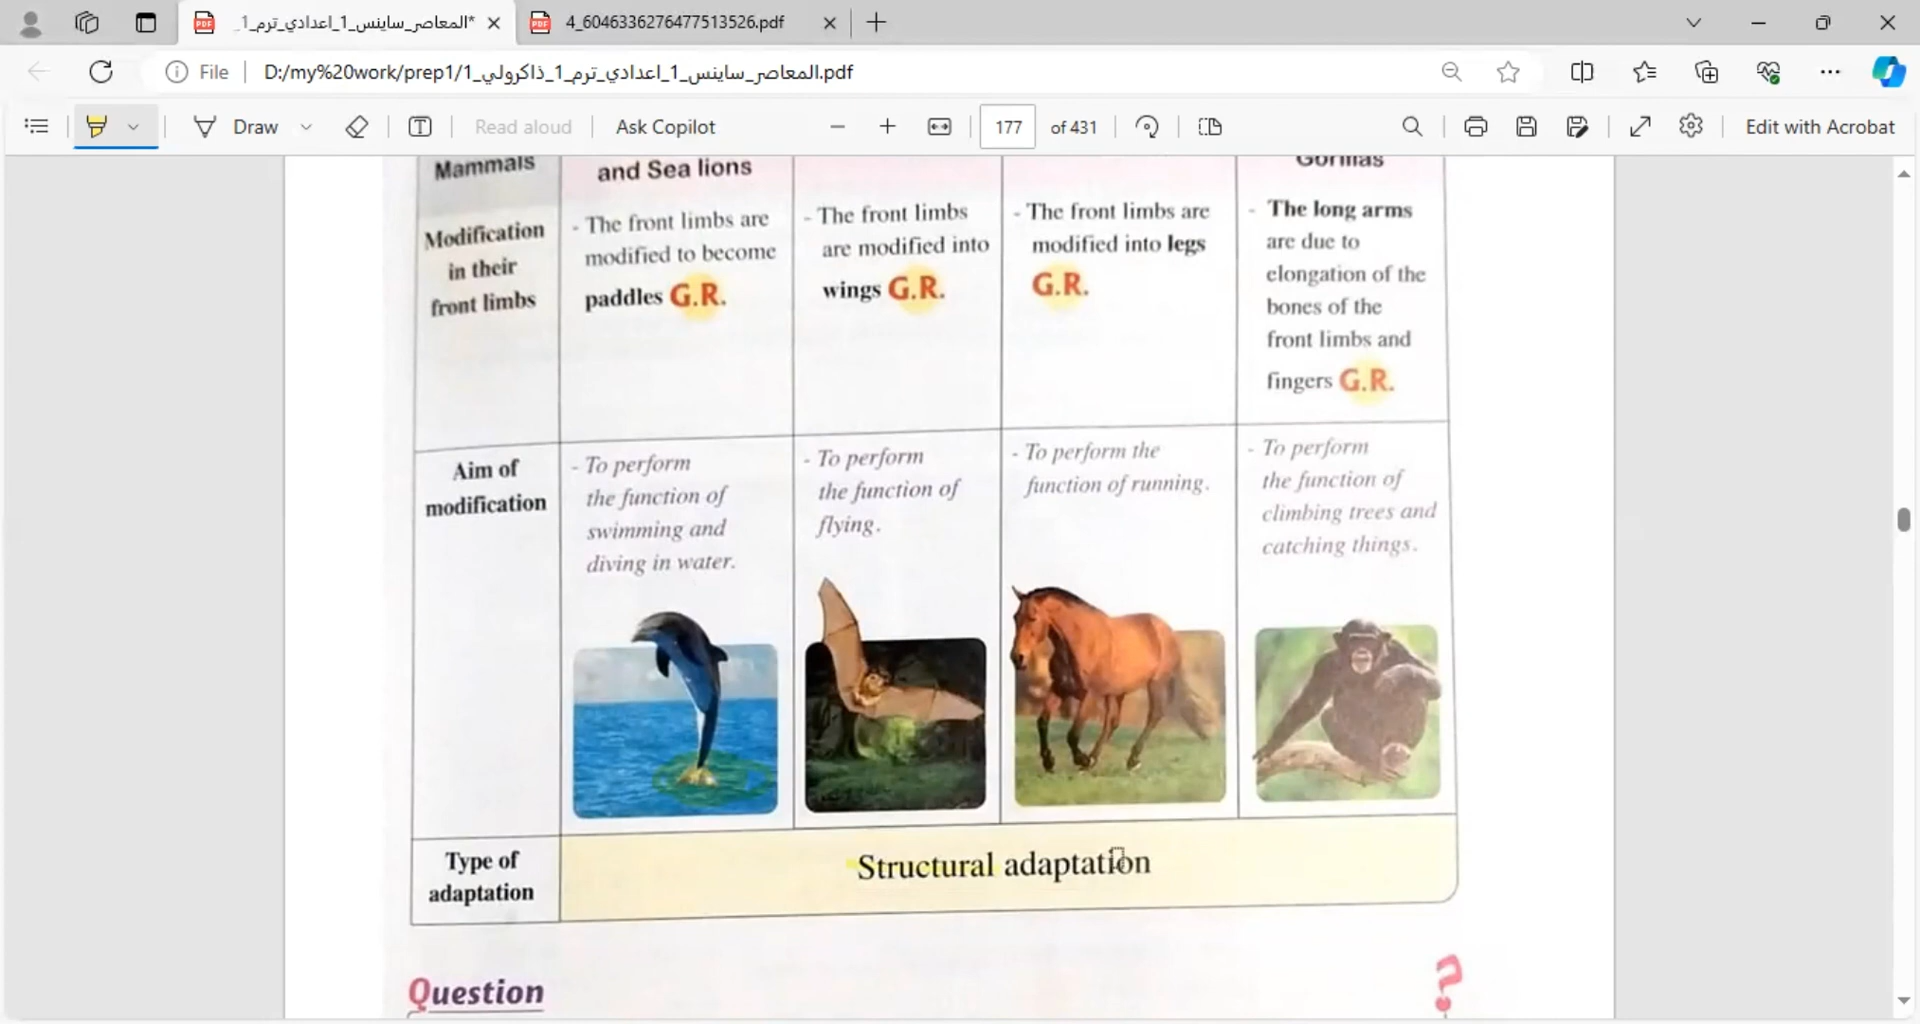 المعاصر_ساينس_1_اعدادي_ترم_1_*
4_6046336276477513526.pdf
File
D:/my%20work/prep1/المعاصر_ساينس_1_اعدادي_ترم_1_ذاكرولي_1.pdf
Draw
Read aloud
Ask Copilot
177
of 431
Edit with Acrobat
Mammals
and Sea lions
Gorillas
Modification
in their
front limbs
- The front limbs are
modified to become
paddles G.R.
- The front limbs
are modified into
wings G.R.
- The front limbs are
modified into legs
G.R.
- The long arms
are due to
elongation of the
bones of the
front limbs and
fingers G.R.
Aim of
modification
- To perform
the function of
swimming and
diving in water.
- To perform
the function of
flying.
- To perform the
function of running.
- To perform
the function of
climbing trees and
catching things.
Type of
adaptation
Structural adaptation
Question
?